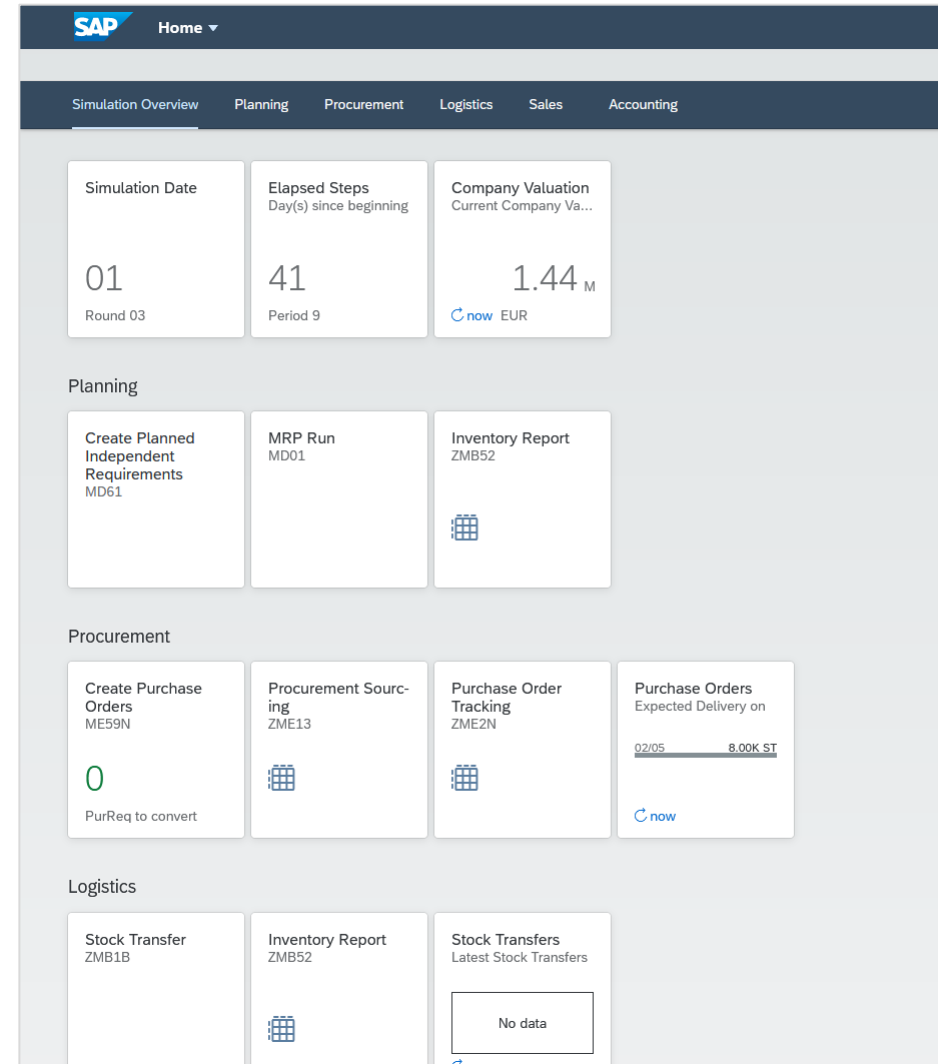 SAP Home
Simulation Overview Planning Procurement Logistics Sales Accounting
Simulation Date
01
Round 03
Elapsed Steps
Day(s) since beginning
41
Period 9
Company Valuation
Current Company Va...
1.44 M
now EUR
Planning
Create Planned
Independent
Requirements
MD61
MRP Run
MD01
Inventory Report
ZMB52
Procurement
Create Purchase
Orders
ME59N
0
PurReq to convert
Procurement Sourc-
ing
ZME13
Purchase Order
Tracking
ZME2N
Purchase Orders
Expected Delivery on
02/05 8.00K ST
now
Logistics
Stock Transfer
ZMB1B
Inventory Report
ZMB52
Stock Transfers
Latest Stock Transfers
No data